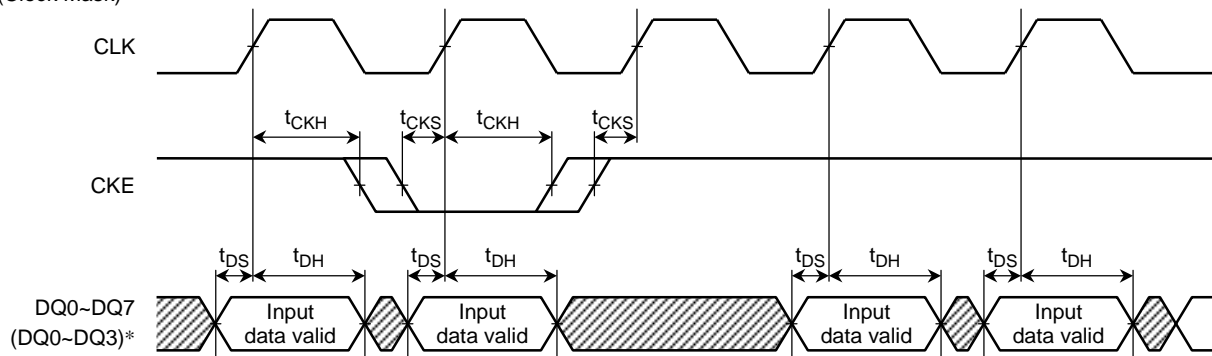 (Clock Mask)
CLK
tCKH tCKS tCKH tCKS
CKE
tDS tDH tDS tDH tDS tDH tDS tDH
DQ0~DQ7
(DQ0~DQ3)*
Input data valid
Input data valid
Input data valid
Input data valid